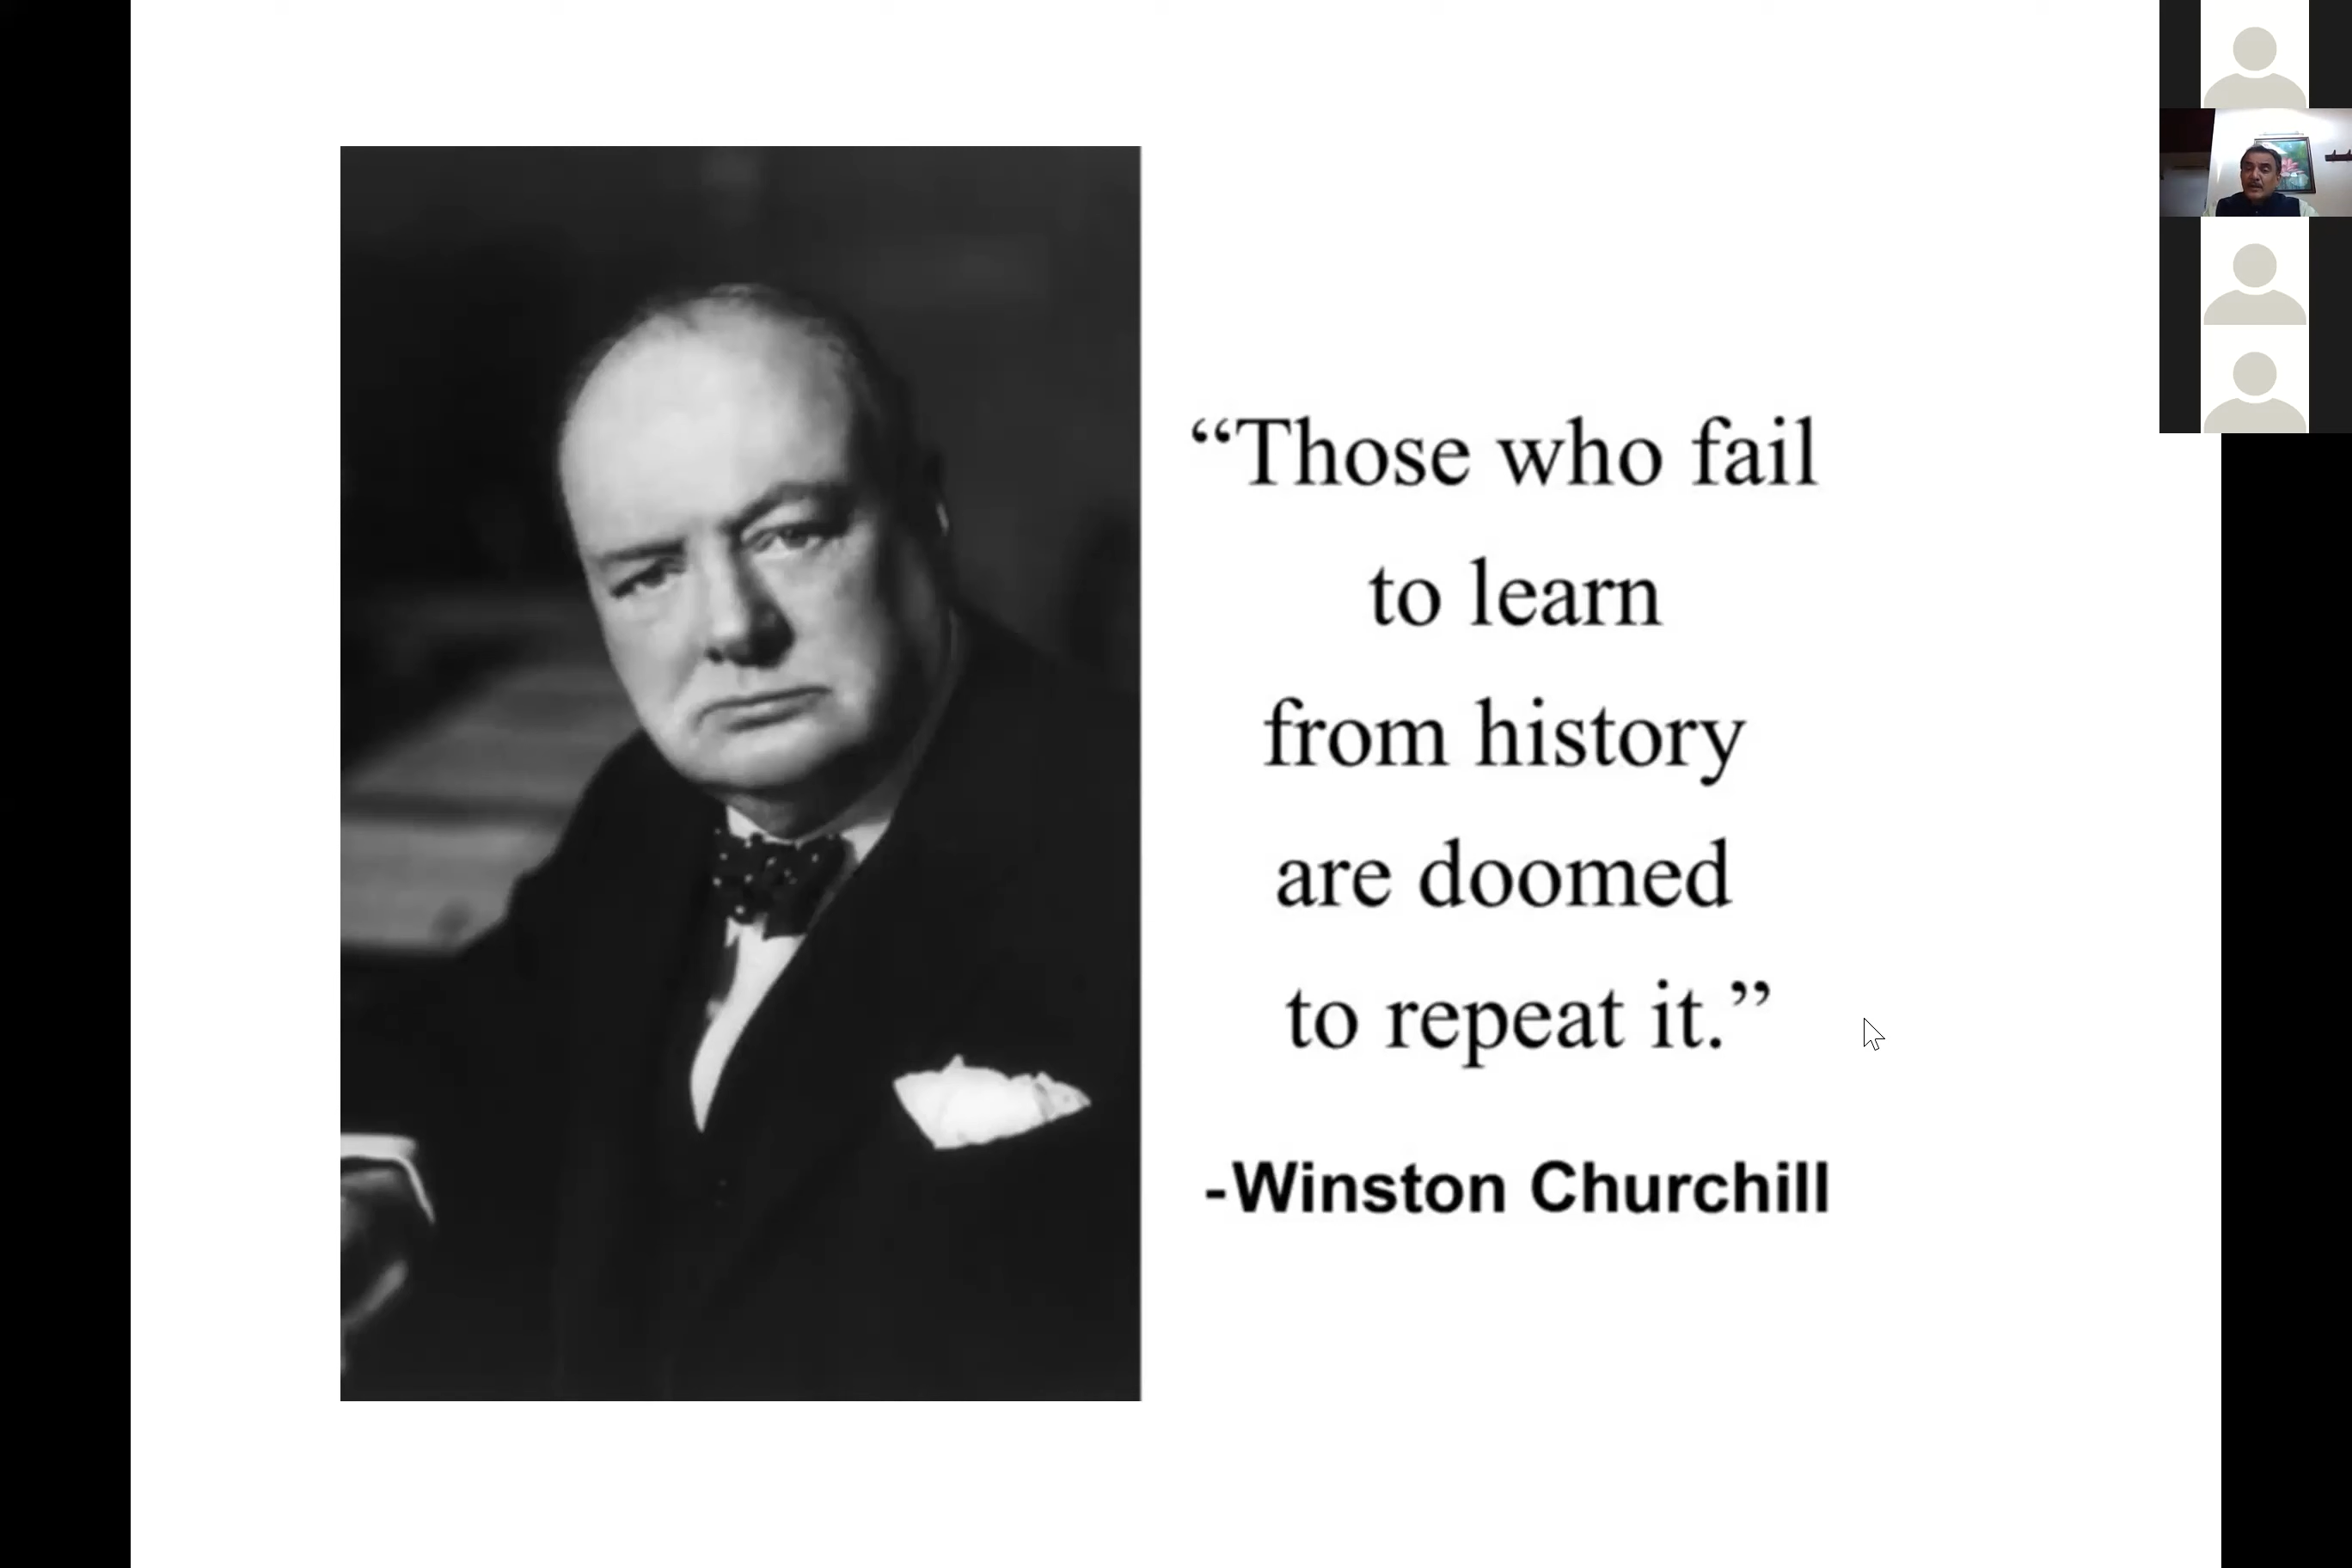 “Those who fail
to learn
from history
are doomed
to repeat it.”
-Winston Churchill